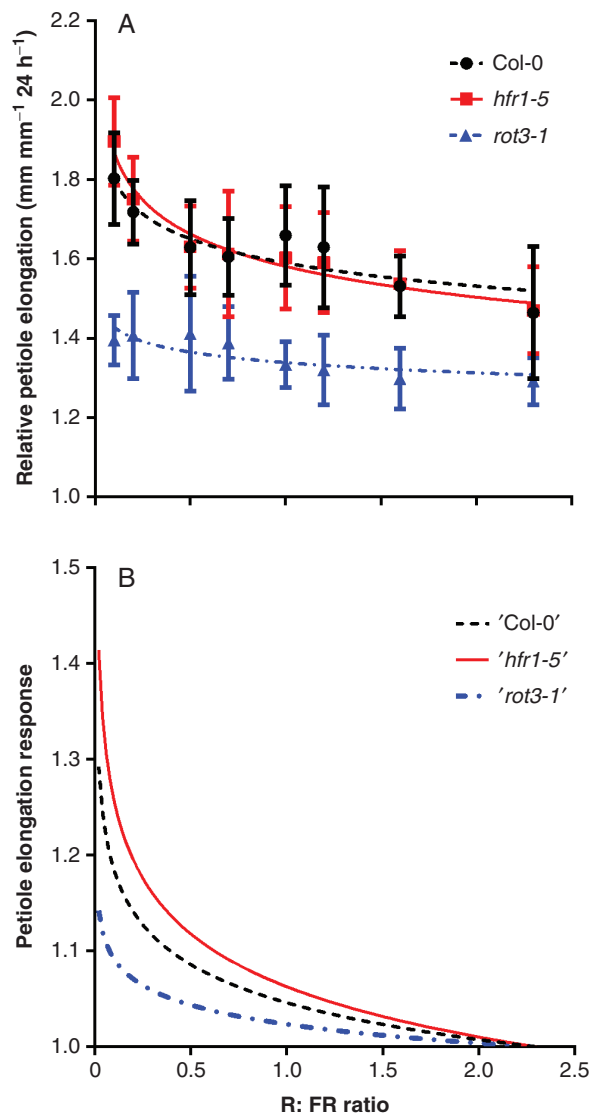 A
Relative petiole elongation (mm mm⁻¹ 24 h⁻¹)
2.2
2.0
1.8
1.6
1.4
1.2
1.0
Col-0
hfr1-5
rot3-1
B
Petiole elongation response
1.5
1.4
1.3
1.2
1.1
1.0
'Col-0'
'hfr1-5'
'rot3-1'
0 0.5 1.0 1.5 2.0 2.5
R: FR ratio